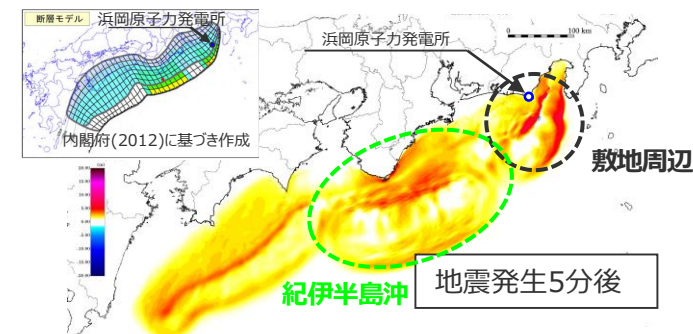 断層モデル
浜岡原子力発電所
内閣府(2012)に基づき作成
浜岡原子力発電所
0 100 km
敷地周辺
紀伊半島沖
地震発生5分後